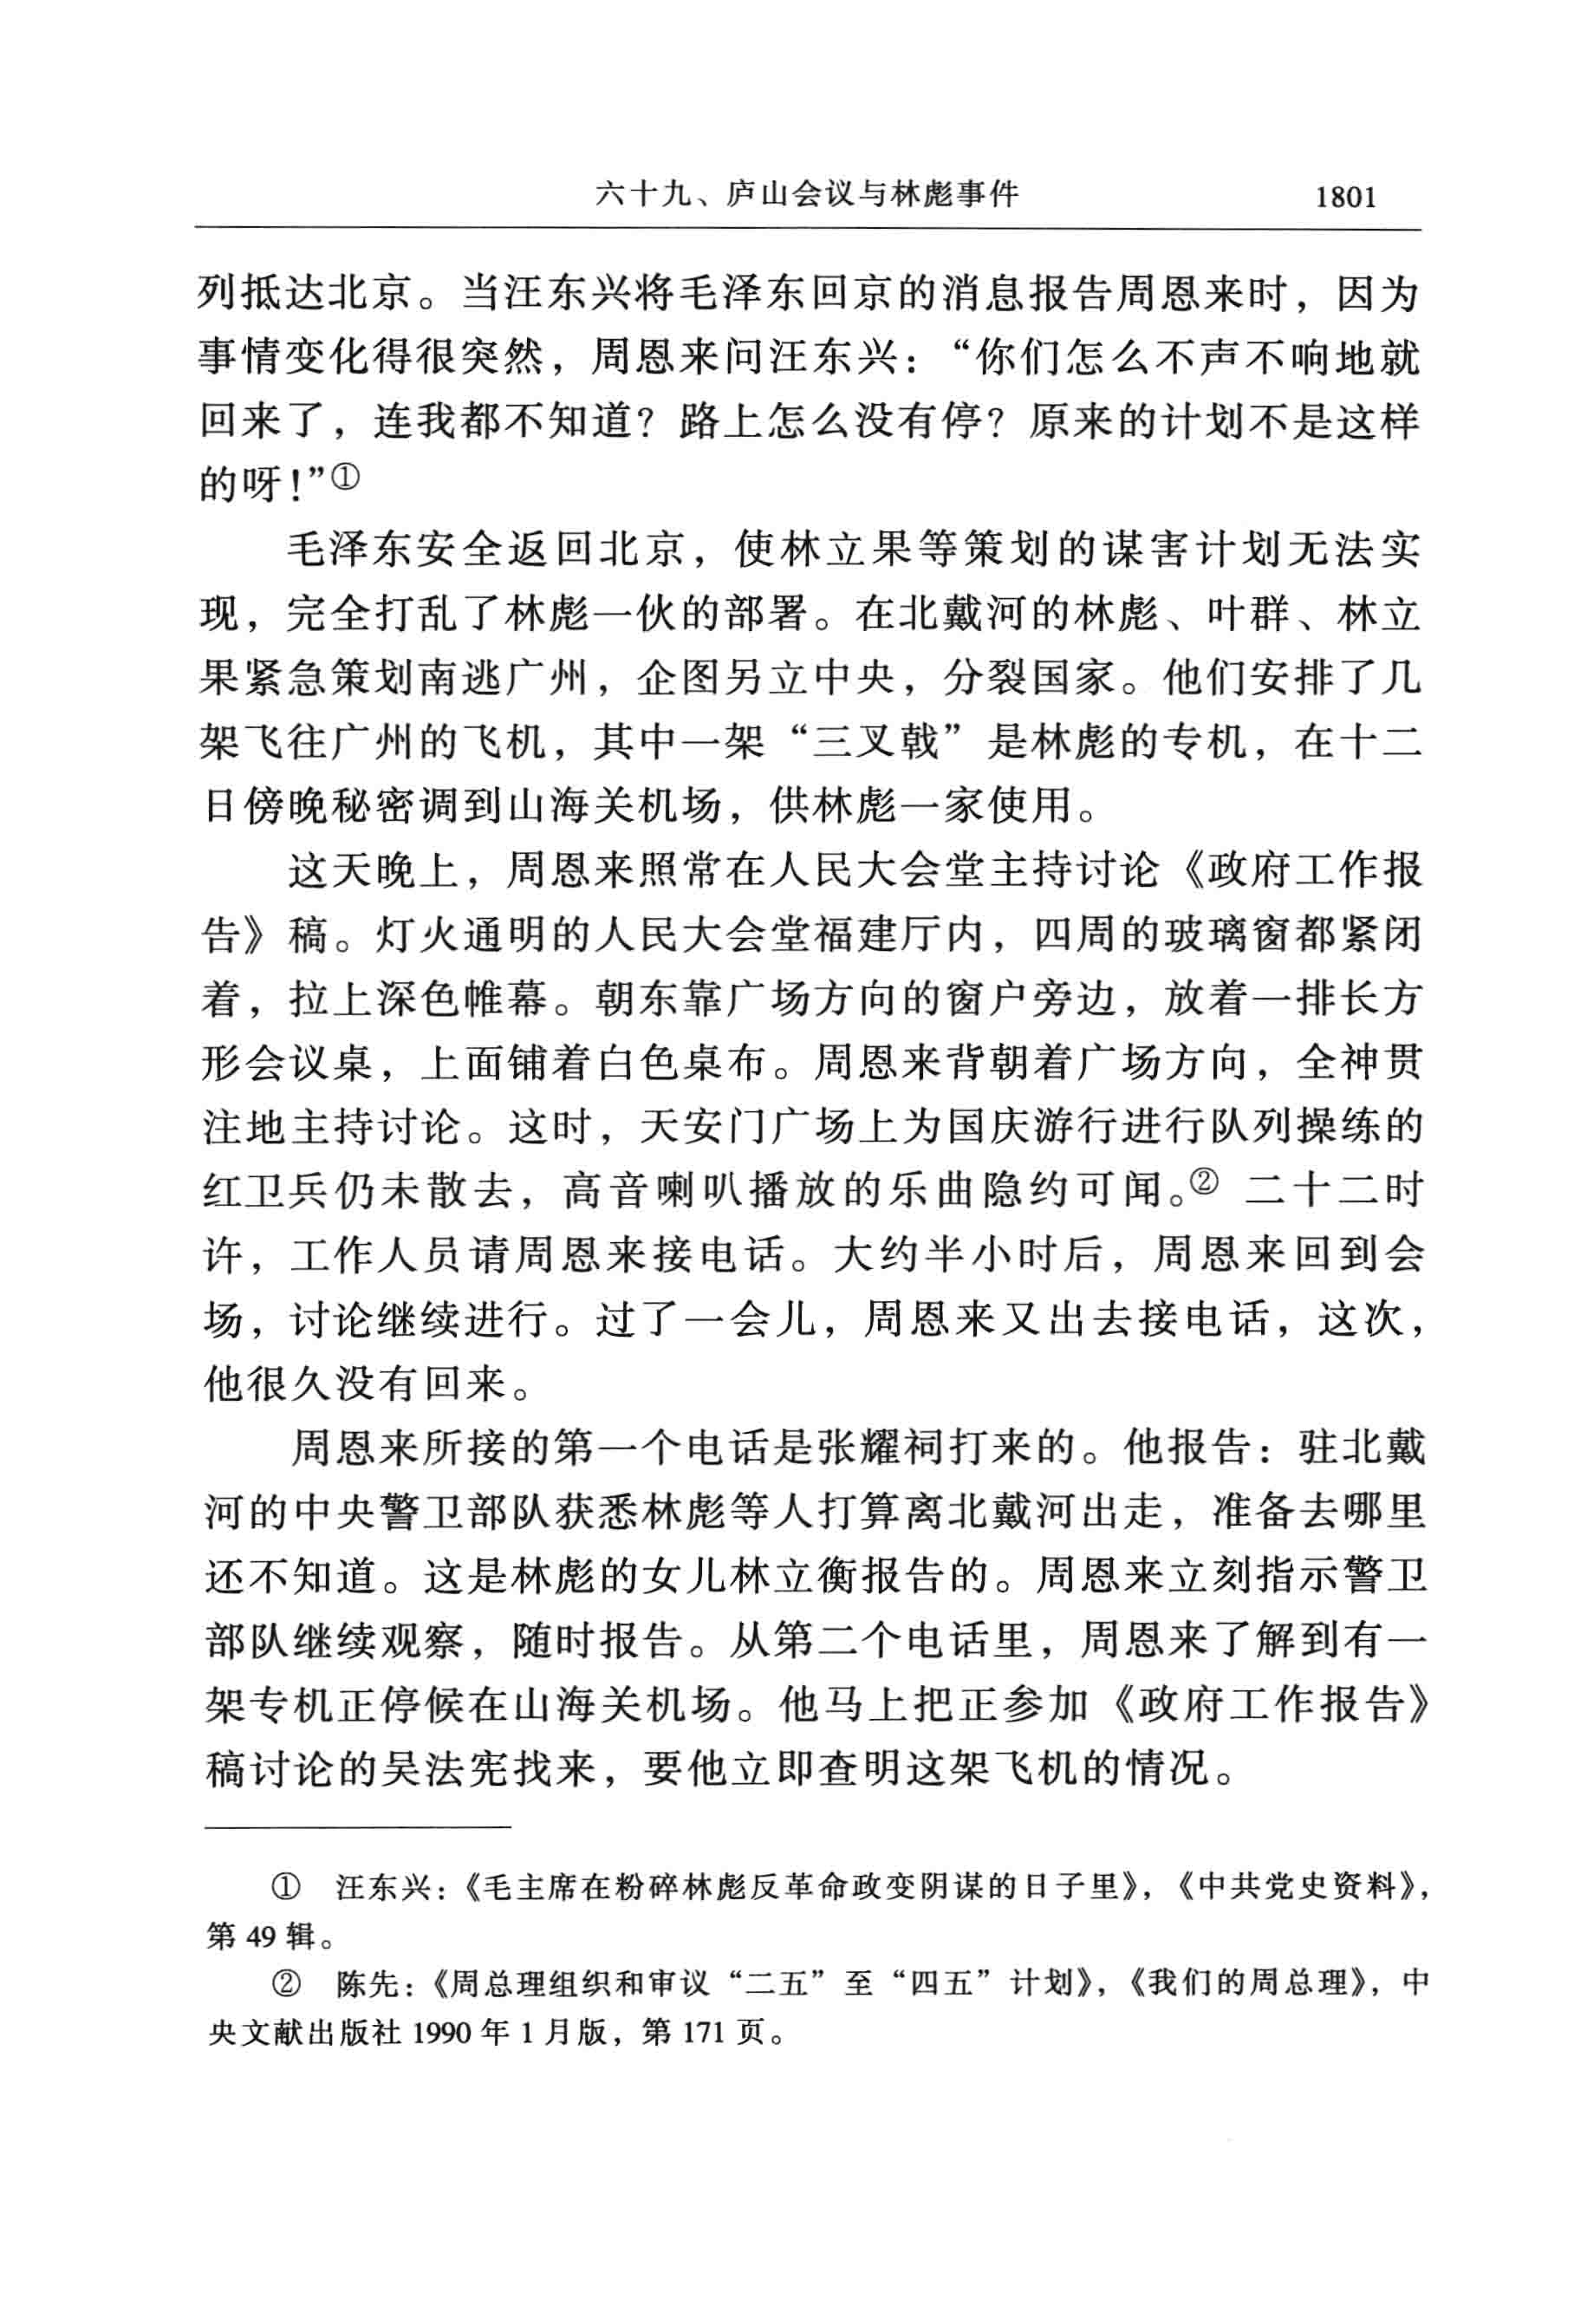 六十九、庐山会议与林彪事件 1801
列抵达北京。当汪东兴将毛泽东回京的消息报告周恩来时，因为
事情变化得很突然，周恩来问汪东兴：“你们怎么不声不响地就
回来了，连我都不知道？路上怎么没有停？原来的计划不是这样
的呀！”①
毛泽东安全返回北京，使林立果等策划的谋害计划无法实
现，完全打乱了林彪一伙的部署。在北戴河的林彪、叶群、林立
果紧急策划南逃广州，企图另立中央，分裂国家。他们安排了几
架飞往广州的飞机，其中一架“三叉戟”是林彪的专机，在十二
日傍晚秘密调到山海关机场，供林彪一家使用。
这天晚上，周恩来照常在人民大会堂主持讨论《政府工作报
告》稿。灯火通明的人民大会堂福建厅内，四周的玻璃窗都紧闭
着，拉上深色帷幕。朝东靠广场方向的窗户旁边，放着一排长方
形会议桌，上面铺着白色桌布。周恩来背朝着广场方向，全神贯
注地主持讨论。这时，天安门广场上为国庆游行进行队列操练的
红卫兵仍未散去，高音喇叭播放的乐曲隐约可闻。② 二十二时
许，工作人员请周恩来接电话。大约半小时后，周恩来回到会
场，讨论继续进行。过了一会儿，周恩来又出去接电话，这次，
他很久没有回来。
周恩来所接的第一个电话是张耀祠打来的。他报告：驻北戴
河的中央警卫部队获悉林彪等人打算离北戴河出走，准备去哪里
还不知道。这是林彪的女儿林立衡报告的。周恩来立刻指示警卫
部队继续观察，随时报告。从第二个电话里，周恩来了解到有一
架专机正停候在山海关机场。他马上把正参加《政府工作报告》
稿讨论的吴法宪找来，要他立即查明这架飞机的情况。
① 汪东兴：《毛主席在粉碎林彪反革命政变阴谋的日子里》，《中共党史资料》，
第 49 辑。
② 陈先：《周总理组织和审议“二五”至“四五”计划》，《我们的周总理》，中
央文献出版社 1990 年 1 月版，第 171 页。